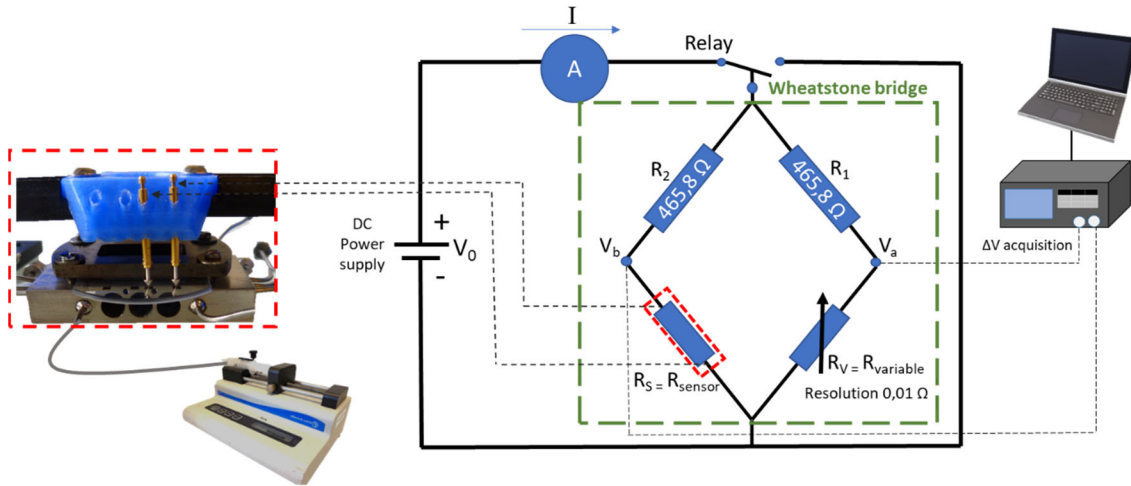 I
A
Relay
Wheatstone bridge
R2
465,8 Ω
R1
465,8 Ω
DC
Power
supply
+
V0
-
Vb
Va
ΔV acquisition
RS = Rsensor
RV = Rvariable
Resolution 0,01 Ω